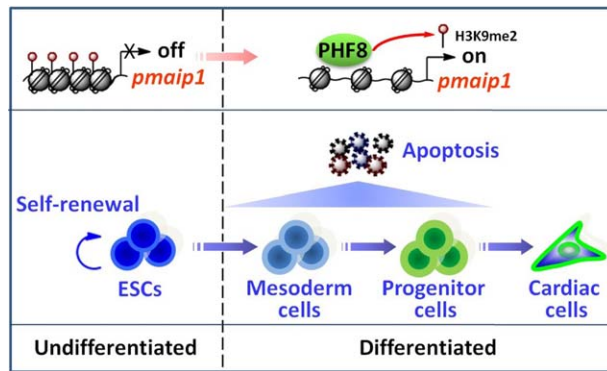 off
pmaip1
PHF8
H3K9me2
on
pmaip1
Apoptosis
Self-renewal
ESCs
Mesoderm
cells
Progenitor
cells
Cardiac
cells
Undifferentiated
Differentiated